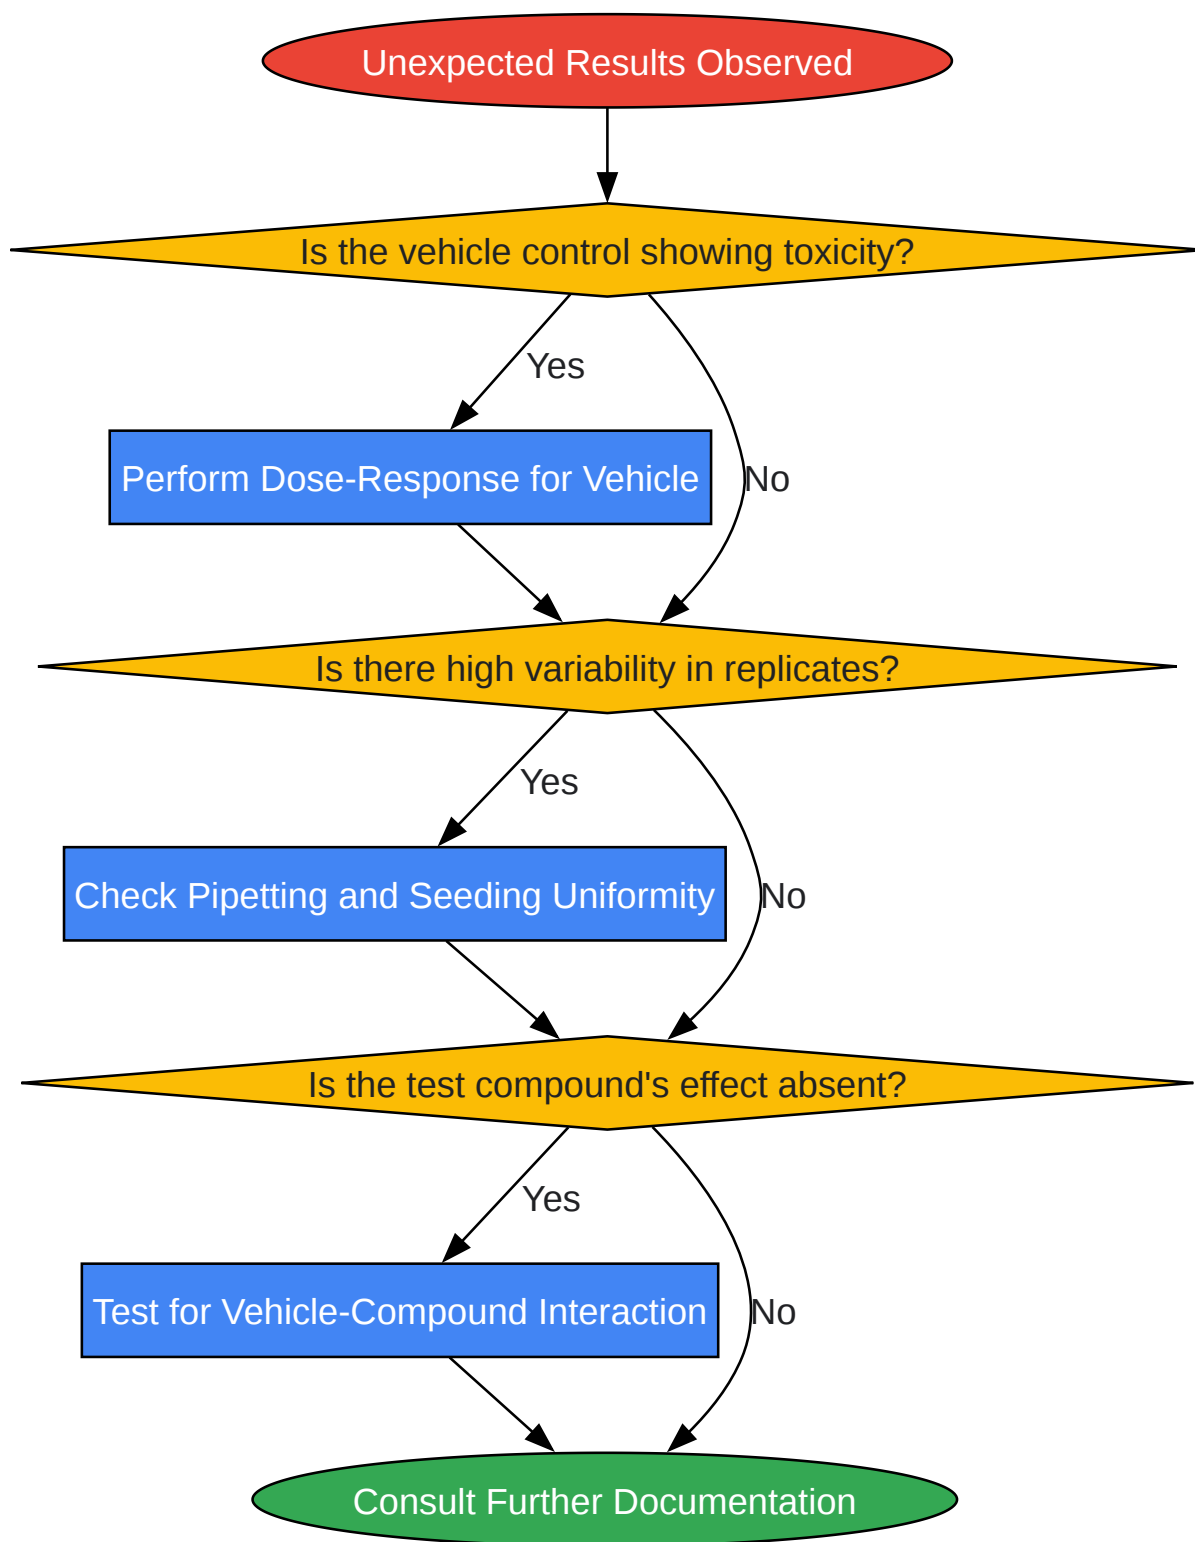 Unexpected Results Observed
Is the vehicle control showing toxicity?
Yes
Perform Dose-Response for Vehicle
No
Is there high variability in replicates?
Yes
Check Pipetting and Seeding Uniformity
No
Is the test compound's effect absent?
Yes
Test for Vehicle-Compound Interaction
No
Consult Further Documentation